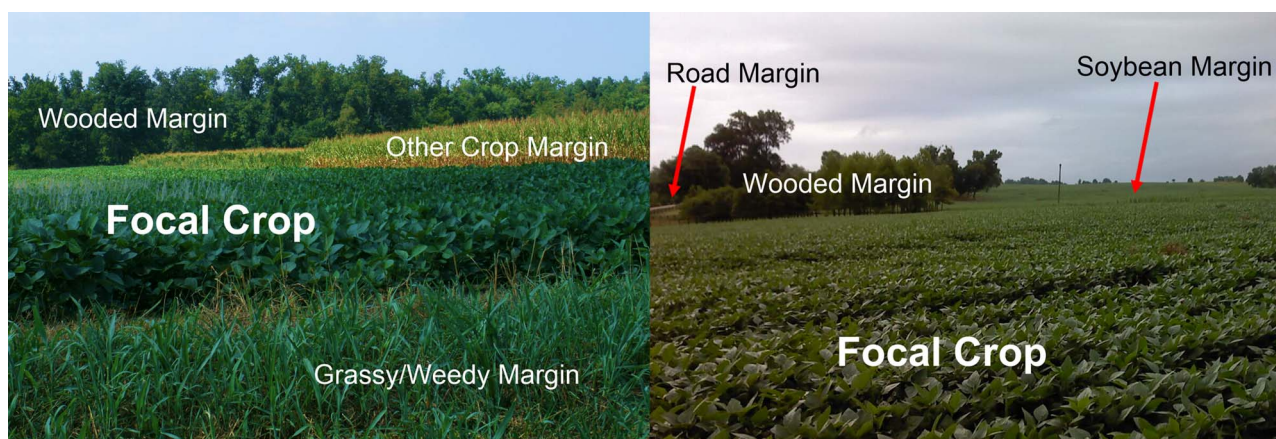 Wooded Margin
Other Crop Margin
Focal Crop
Grassy/Weedy Margin
Road Margin
Soybean Margin
Wooded Margin
Focal Crop